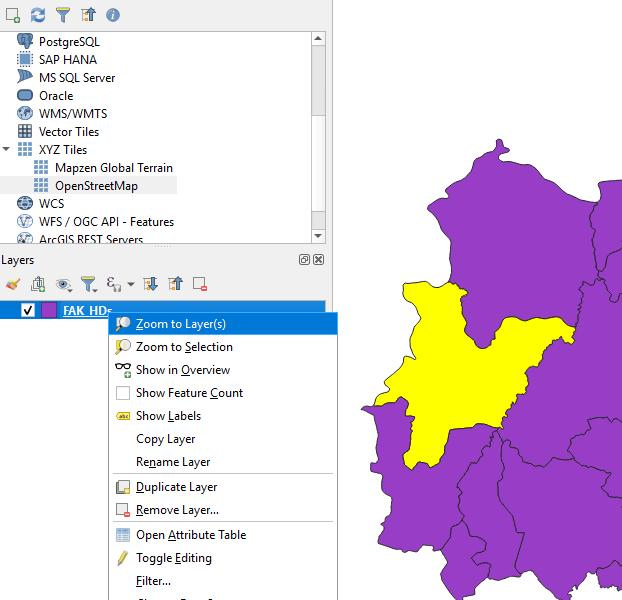 PostgreSQL
SAP HANA
MS SQL Server
Oracle
WMS/WMTS
Vector Tiles
XYZ Tiles
Mapzen Global Terrain
OpenStreetMap
WCS
WFS / OGC API - Features
ArcGIS REST Servers
Layers
FAK_HDs
Zoom to Layer(s)
Zoom to Selection
Show in Overview
Show Feature Count
abc Show Labels
Copy Layer
Rename Layer
Duplicate Layer
Remove Layer...
Open Attribute Table
Toggle Editing
Filter...